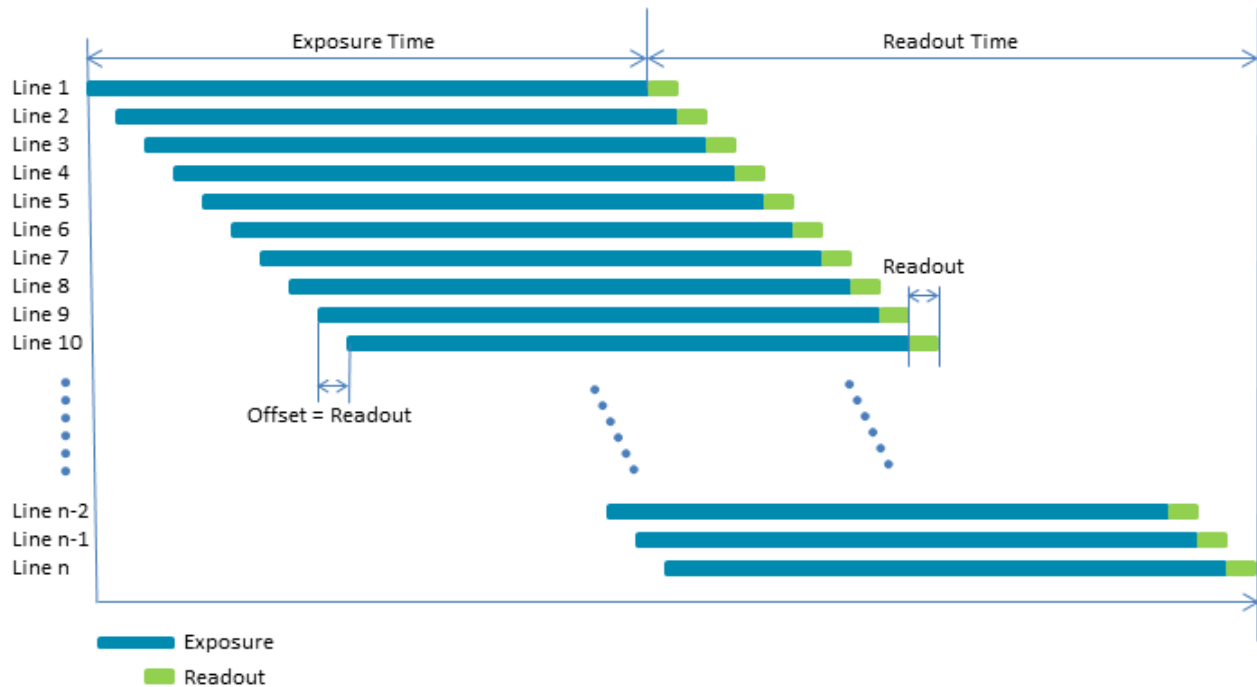 Exposure Time
Readout Time
Line 1
Line 2
Line 3
Line 4
Line 5
Line 6
Line 7
Readout
Line 8
Line 9
Line 10
Offset = Readout
Line n-2
Line n-1
Line n
Exposure
Readout